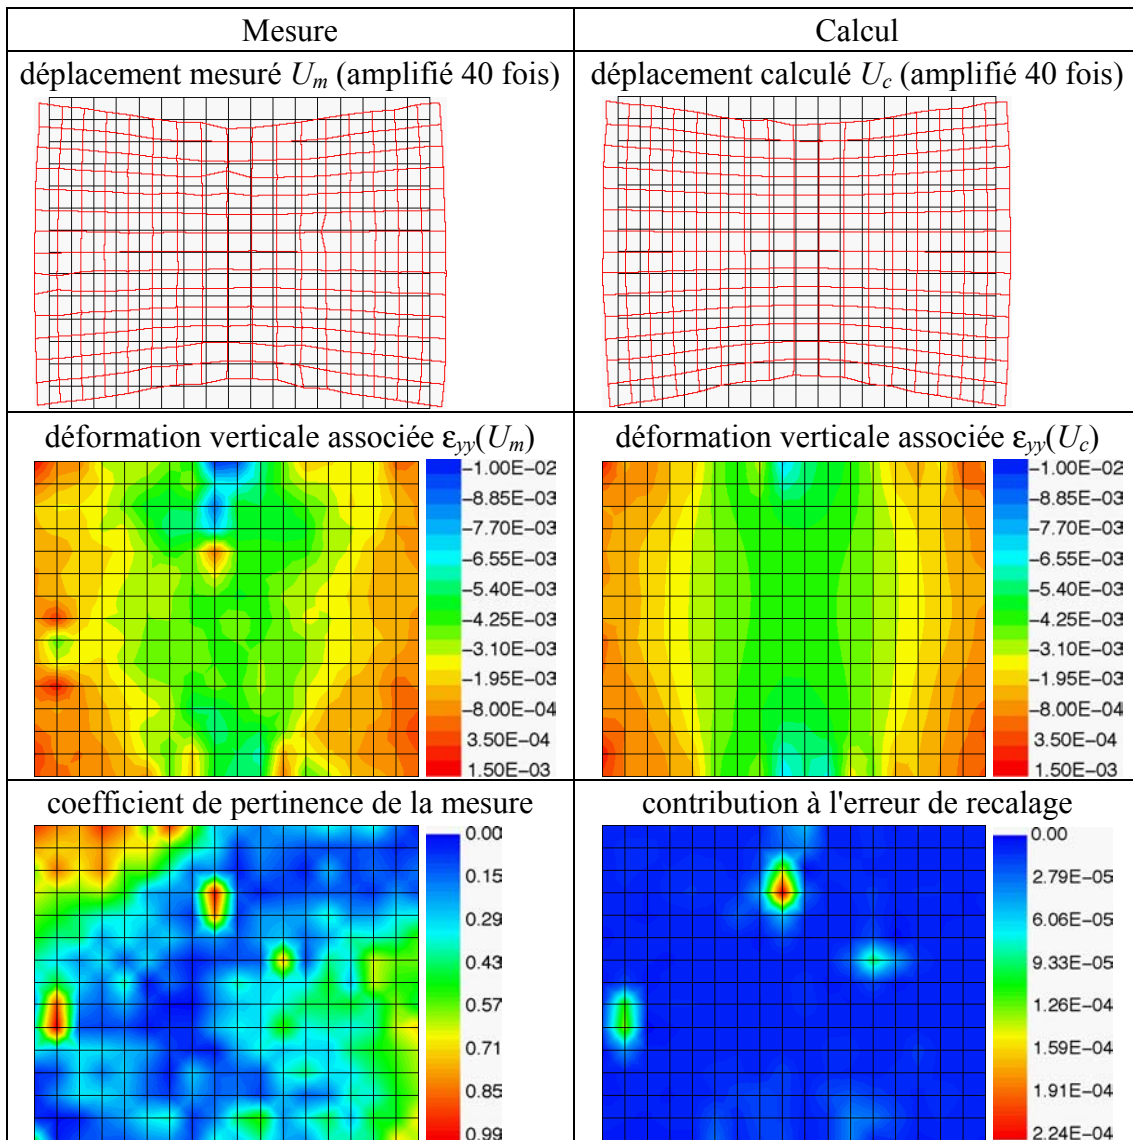 Mesure
Calcul
déplacement mesuré Um (amplifié 40 fois)
déplacement calculé Uc (amplifié 40 fois)
déformation verticale associée εyy(Um)
déformation verticale associée εyy(Uc)
−1.00E−02
−8.85E−03
−7.70E−03
−6.55E−03
−5.40E−03
−4.25E−03
−3.10E−03
−1.95E−03
−8.00E−04
3.50E−04
1.50E−03
−1.00E−02
−8.85E−03
−7.70E−03
−6.55E−03
−5.40E−03
−4.25E−03
−3.10E−03
−1.95E−03
−8.00E−04
3.50E−04
1.50E−03
coefficient de pertinence de la mesure
contribution à l'erreur de recalage
0.00
0.15
0.29
0.43
0.57
0.71
0.85
0.99
0.00
2.79E−05
6.06E−05
9.33E−05
1.26E−04
1.59E−04
1.91E−04
2.24E−04